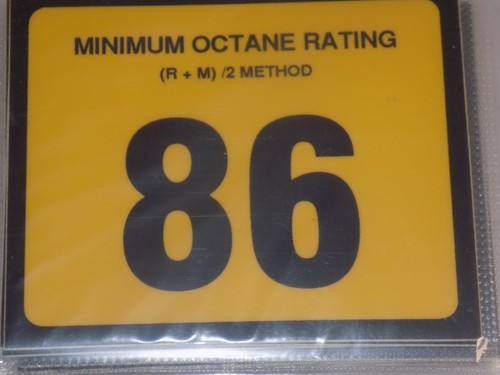 MINIMUM OCTANE RATING
(R + M) /2 METHOD
86